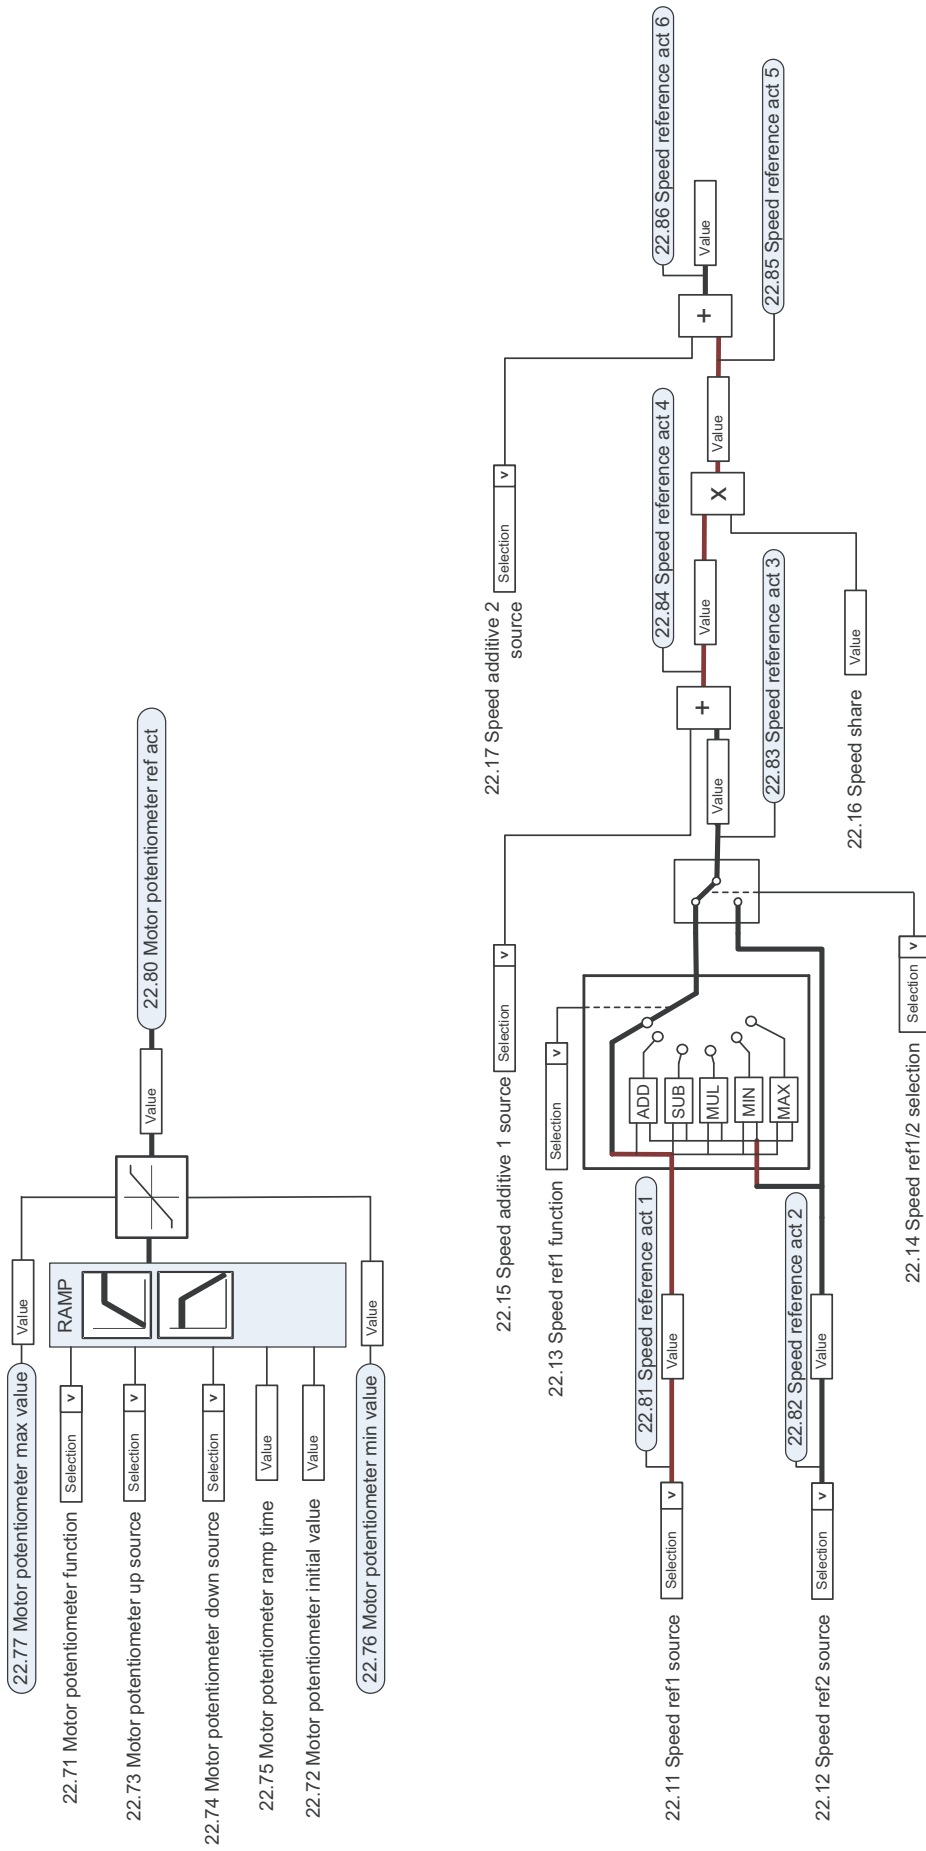 22.77 Motor potentiometer max value
Value
22.71 Motor potentiometer function
Selection
v
RAMP
22.73 Motor potentiometer up source
Selection
v
22.80 Motor potentiometer ref act
Value
22.74 Motor potentiometer down source
Selection
v
22.75 Motor potentiometer ramp time
Value
22.72 Motor potentiometer initial value
Value
22.76 Motor potentiometer min value
Value
22.17 Speed additive 2
source
Selection
v
22.15 Speed additive 1 source
Selection
v
22.13 Speed ref1 function
Selection
v
22.81 Speed reference act 1
22.11 Speed ref1 source
Selection
v
Value
ADD
SUB
MUL
MIN
MAX
22.84 Speed reference act 4
22.86 Speed reference act 6
Value
+
Value
X
Value
+
Value
22.83 Speed reference act 3
22.85 Speed reference act 5
22.82 Speed reference act 2
22.12 Speed ref2 source
Selection
v
Value
22.16 Speed share
Value
22.14 Speed ref1/2 selection
Selection
v